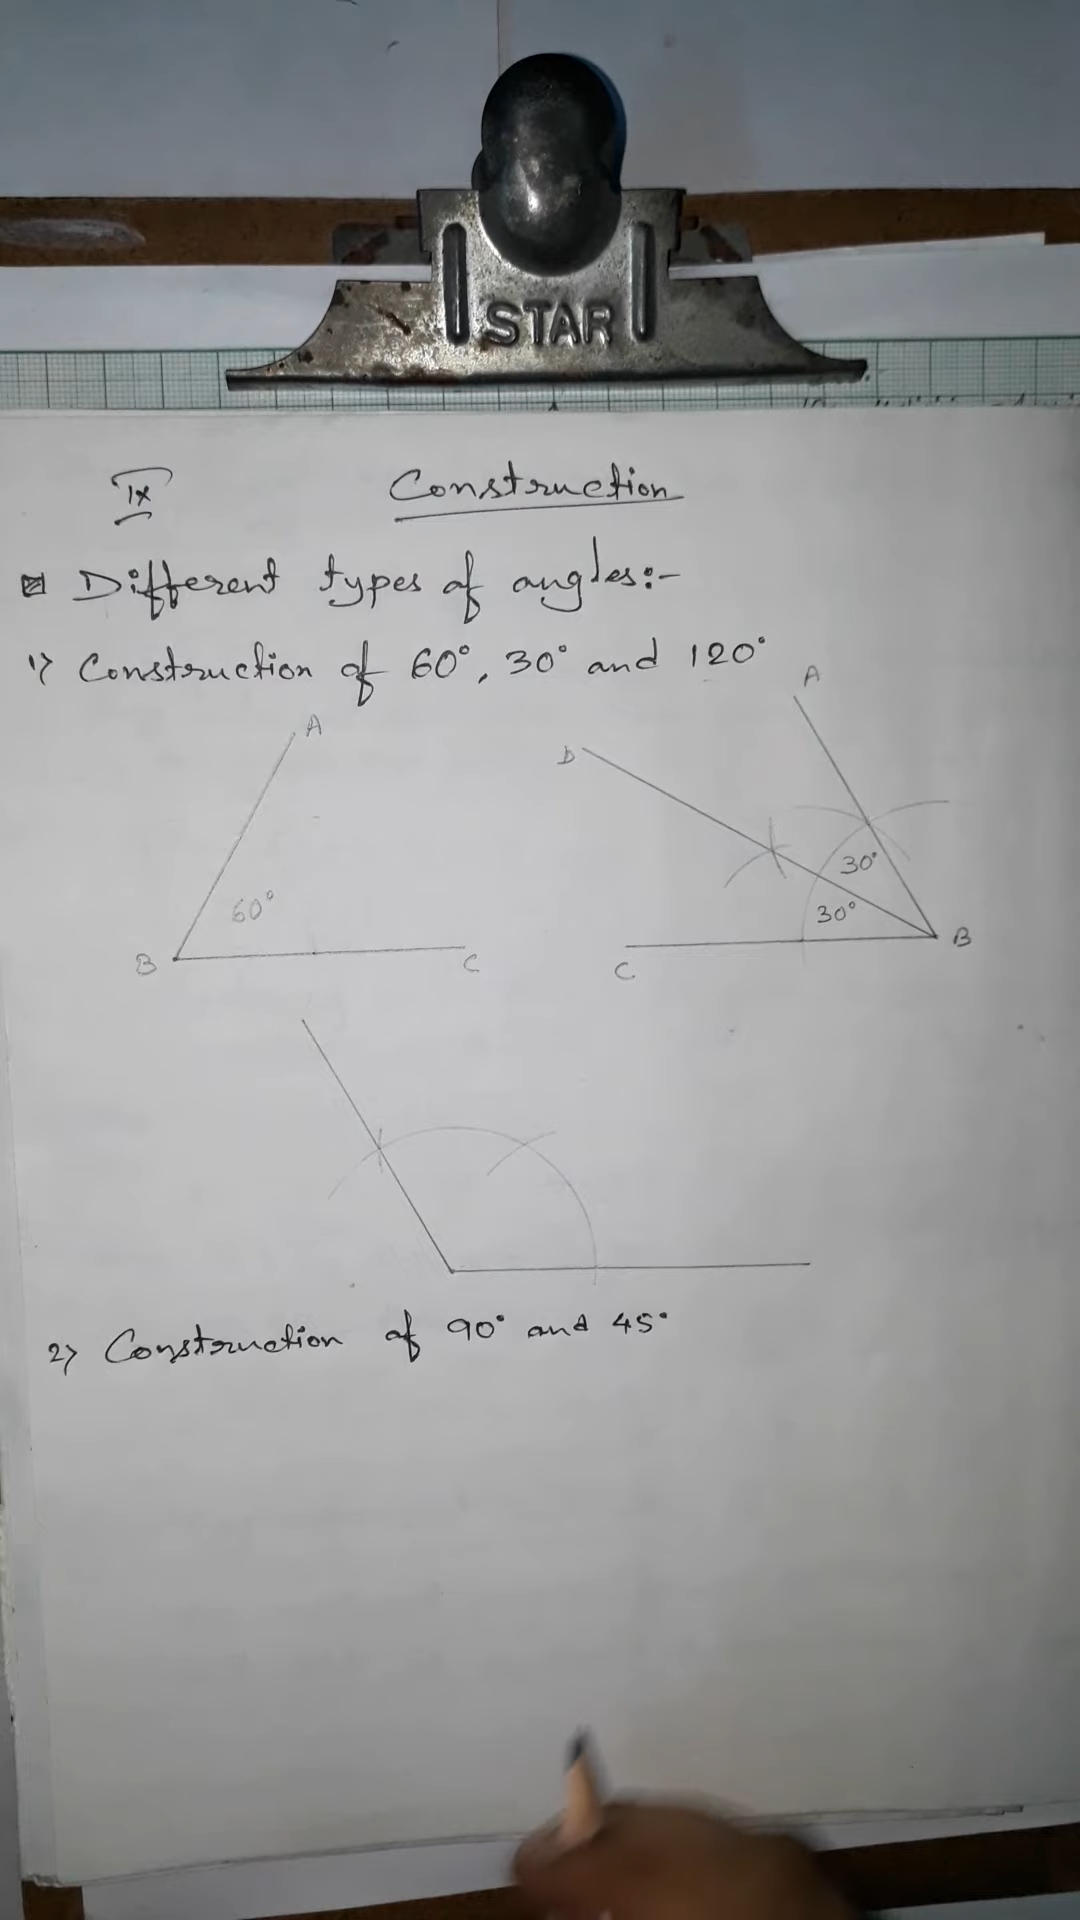 STAR
IX
Construction
Different types of angles:-
1) Construction of 60°, 30° and 120°
A
60°
B
C
A
D
30°
30°
B
C
2) Construction of 90° and 45°